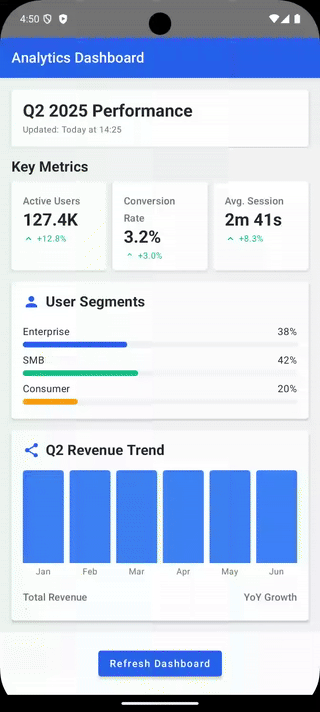 4:50
Analytics Dashboard
Q2 2025 Performance
Updated: Today at 14:25
Key Metrics
Active Users
127.4K
+12.8%
Conversion
Rate
3.2%
+3.0%
Avg. Session
2m 41s
+8.3%
User Segments
Enterprise 38%
SMB 42%
Consumer 20%
Q2 Revenue Trend
Jan Feb Mar Apr May Jun
Total Revenue YoY Growth
Refresh Dashboard